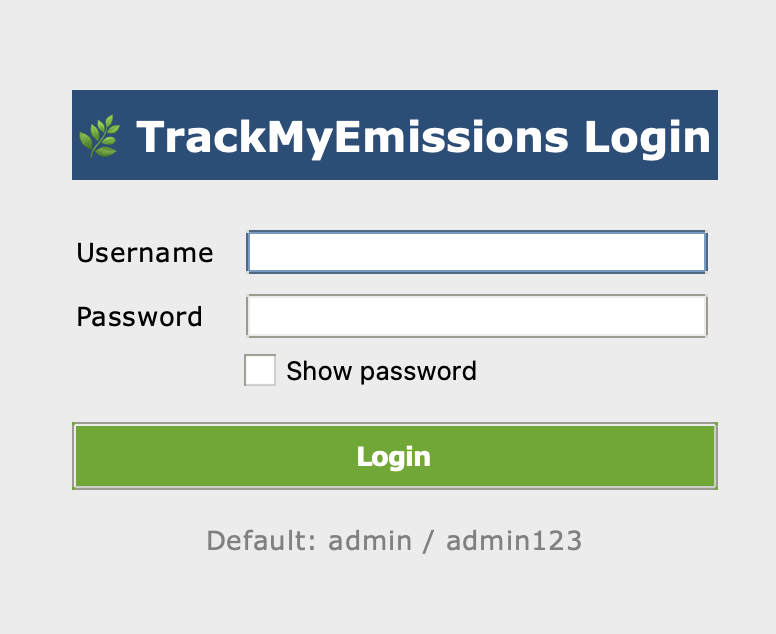 🌿 TrackMyEmissions Login
Username
Password
Show password
Login
Default: admin / admin123